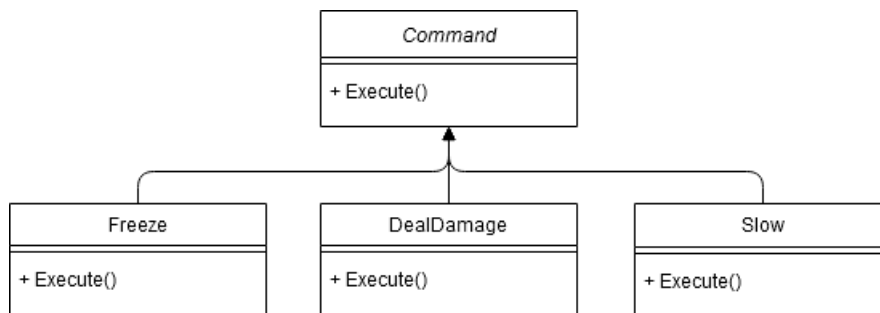 Command
+ Execute()
Freeze
DealDamage
Slow
+ Execute()
+ Execute()
+ Execute()